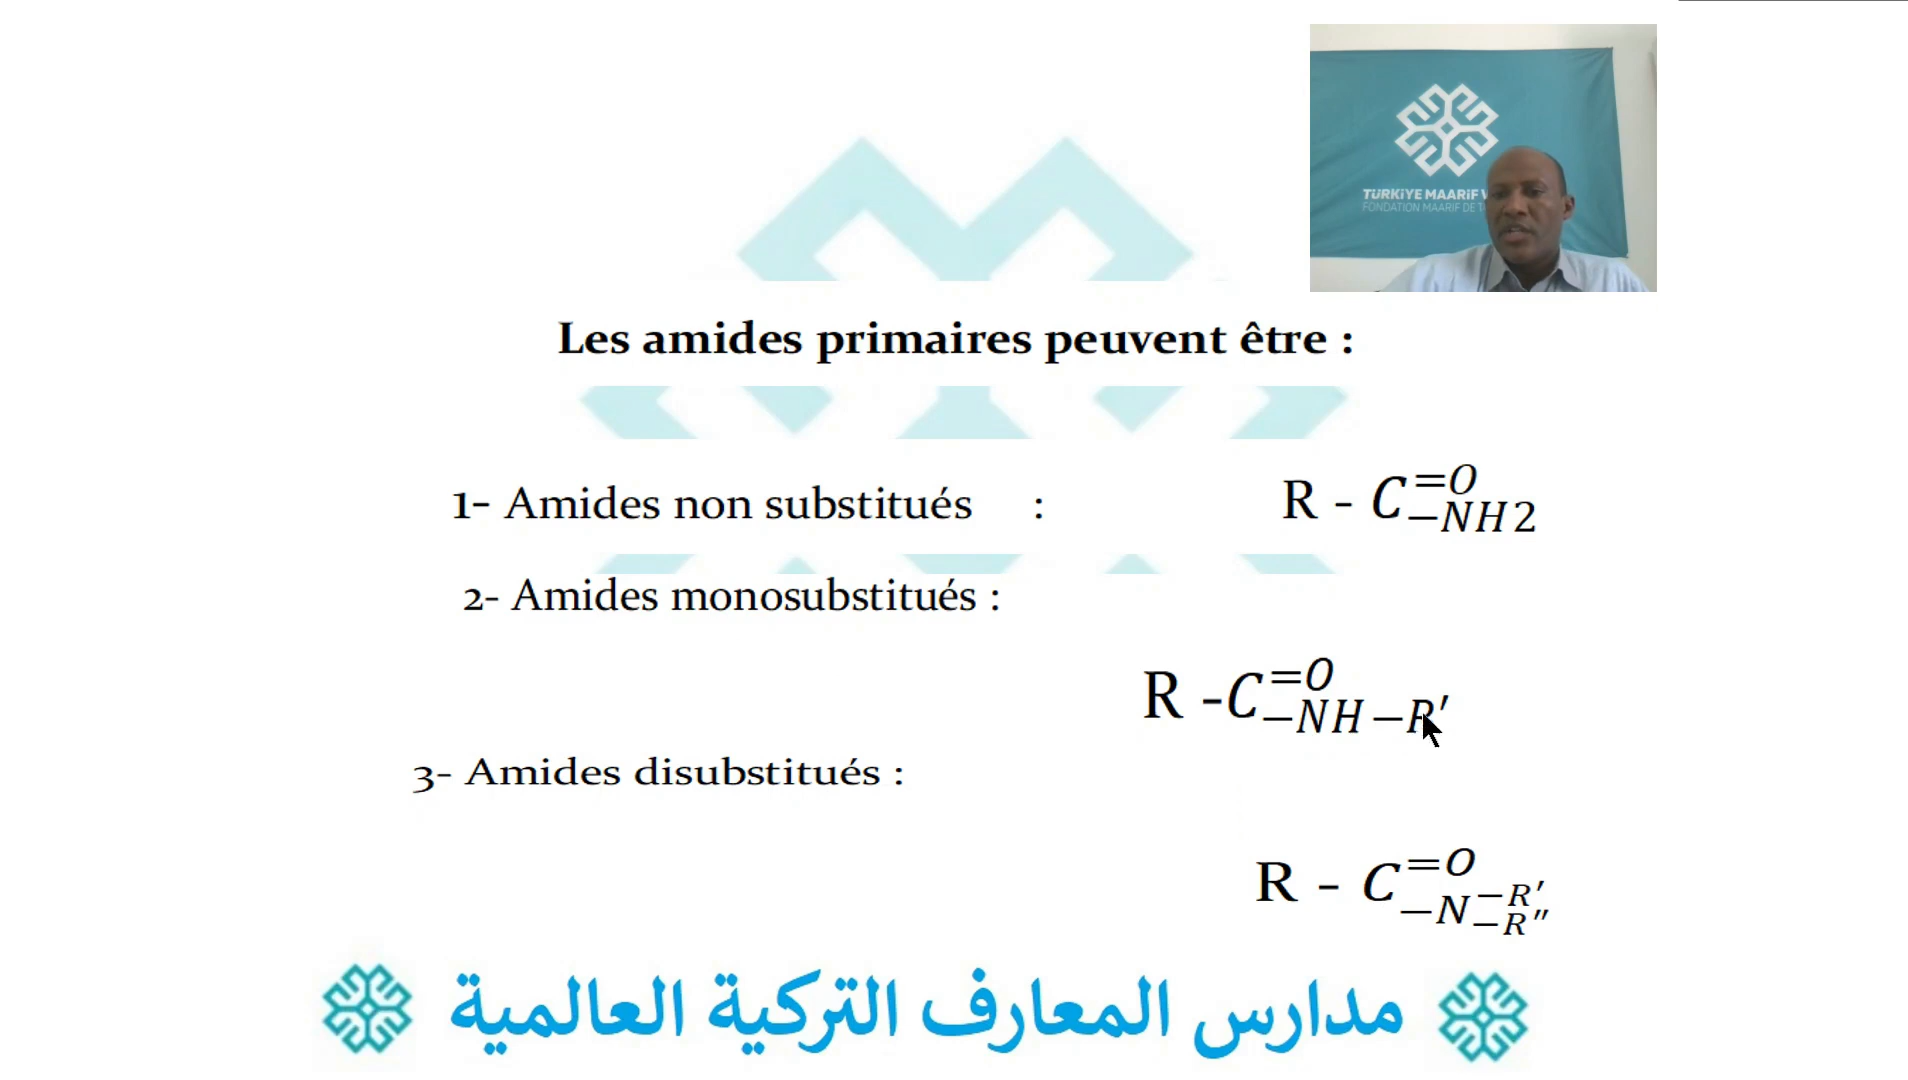 TÜRKİYE MAARİF
FONDATION MAARIF DE
Les amides primaires peuvent être :
1- Amides non substitués : R - C =O -NH2
2- Amides monosubstitués :
R -C =O -NH -R′
3- Amides disubstitués :
R - C =O -N -R′ -R″
مدارس المعارف التركية العالمية